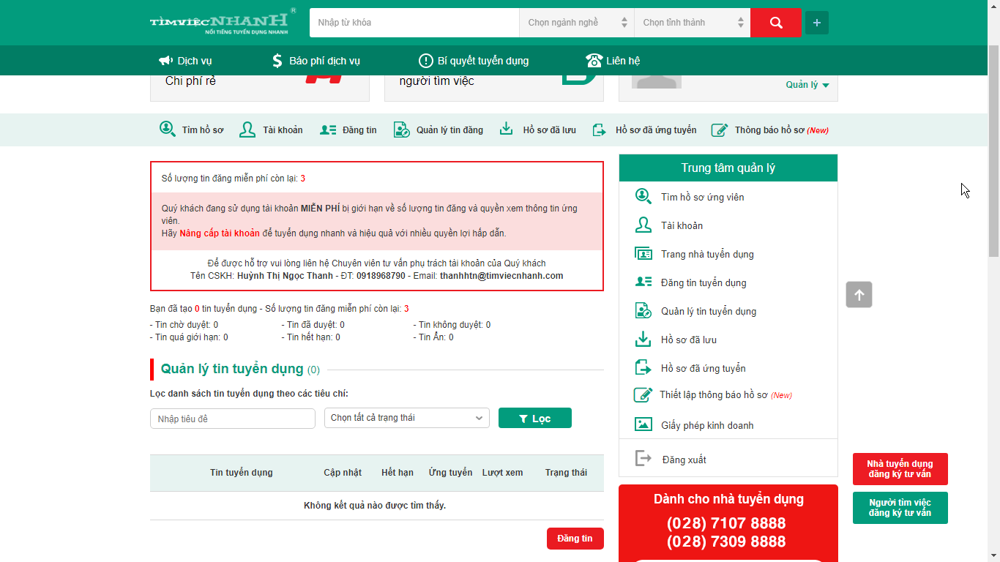 TÌMVIỆCNHANH®
NỔI TIẾNG TUYỂN DỤNG NHANH
Nhập từ khóa
Chọn ngành nghề
Chọn tỉnh thành
Dịch vụ
Báo phí dịch vụ
Bí quyết tuyển dụng
Liên hệ
Chi phí rẻ
người tìm việc
Quản lý
Tìm hồ sơ
Tài khoản
Đăng tin
Quản lý tin đăng
Hồ sơ đã lưu
Hồ sơ đã ứng tuyển
Thông báo hồ sơ (New)
Số lượng tin đăng miễn phí còn lại: 3
Quý khách đang sử dụng tài khoản MIỄN PHÍ bị giới hạn về số lượng tin đăng và quyền xem thông tin ứng
viên.
Hãy Nâng cấp tài khoản để tuyển dụng nhanh và hiệu quả với nhiều quyền lợi hấp dẫn.
Để được hỗ trợ vui lòng liên hệ Chuyên viên tư vấn phụ trách tài khoản của Quý khách
Tên CSKH: Huỳnh Thị Ngọc Thanh - ĐT: 0918968790 - Email: thanhhtn@timviecnhanh.com
Bạn đã tạo 0 tin tuyển dụng - Số lượng tin đăng miễn phí còn lại: 3
- Tin chờ duyệt: 0
- Tin đã duyệt: 0
- Tin không duyệt: 0
- Tin quá giới hạn: 0
- Tin hết hạn: 0
- Tin Ẩn: 0
Quản lý tin tuyển dụng (0)
Lọc danh sách tin tuyển dụng theo các tiêu chí:
Nhập tiêu đề
Chọn tất cả trạng thái
Lọc
Tin tuyển dụng
Cập nhật
Hết hạn
Ứng tuyển
Lượt xem
Trạng thái
Không kết quả nào được tìm thấy.
Đăng tin
Trung tâm quản lý
Tìm hồ sơ ứng viên
Tài khoản
Trang nhà tuyển dụng
Đăng tin tuyển dụng
Quản lý tin tuyển dụng
Hồ sơ đã lưu
Hồ sơ đã ứng tuyển
Thiết lập thông báo hồ sơ (New)
Giấy phép kinh doanh
Đăng xuất
Dành cho nhà tuyển dụng
(028) 7107 8888
(028) 7309 8888
Nhà tuyển dụng
đăng ký tư vấn
Người tìm việc
đăng ký tư vấn